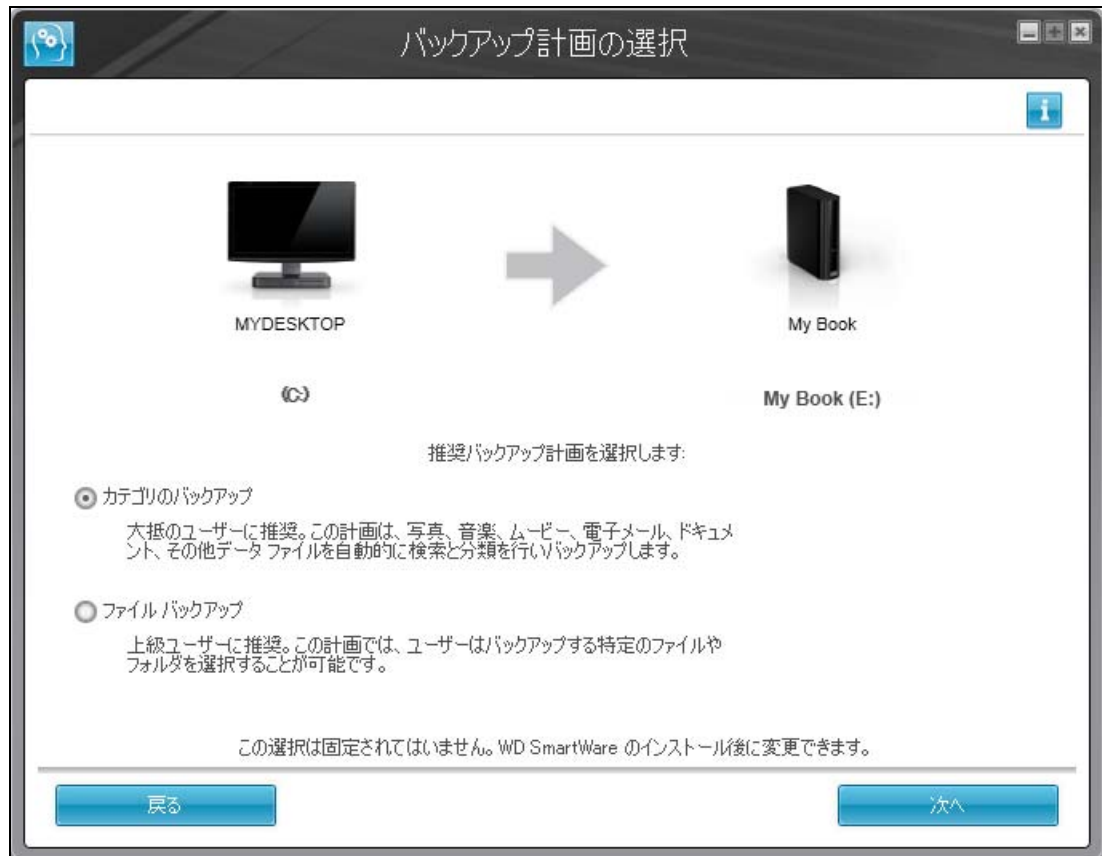 バックアップ計画の選択
MYDESKTOP
My Book
(C:)
My Book (E:)
推奨バックアップ計画を選択します:
カテゴリのバックアップ
大抵のユーザーに推奨。この計画は、写真、音楽、ムービー、電子メール、ドキュメ
ント、その他データ ファイルを自動的に検索と分類を行いバックアップします。
ファイル バックアップ
上級ユーザーに推奨。この計画では、ユーザーはバックアップする特定のファイルや
フォルダを選択することが可能です。
この選択は固定されてはいません。WD SmartWare のインストール後に変更できます。
戻る
次へ